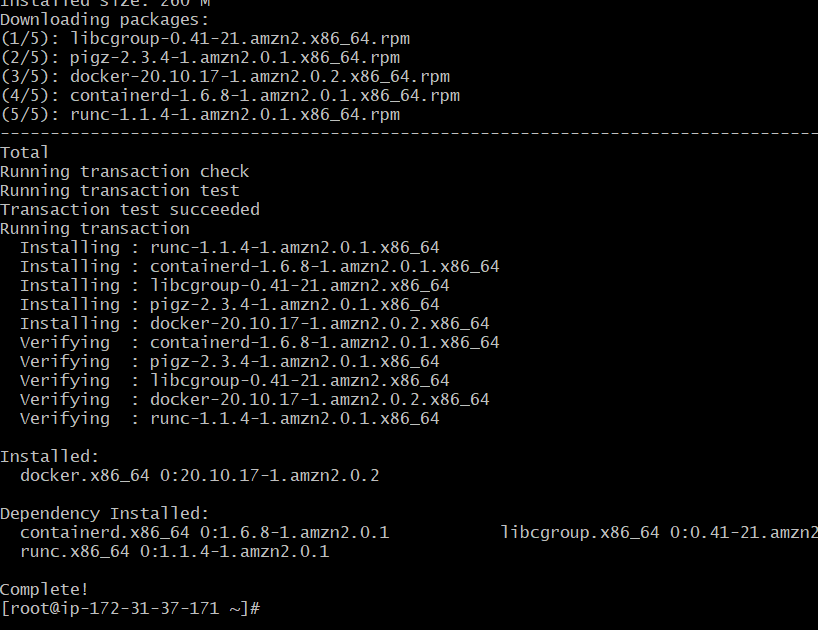 Installed size: 260 M
Downloading packages:
(1/5): libcgroup-0.41-21.amzn2.x86_64.rpm
(2/5): pigz-2.3.4-1.amzn2.0.1.x86_64.rpm
(3/5): docker-20.10.17-1.amzn2.0.2.x86_64.rpm
(4/5): containerd-1.6.8-1.amzn2.0.1.x86_64.rpm
(5/5): runc-1.1.4-1.amzn2.0.1.x86_64.rpm
--------------------------------------------------------------------------------
Total
Running transaction check
Running transaction test
Transaction test succeeded
Running transaction
  Installing : runc-1.1.4-1.amzn2.0.1.x86_64
  Installing : containerd-1.6.8-1.amzn2.0.1.x86_64
  Installing : libcgroup-0.41-21.amzn2.x86_64
  Installing : pigz-2.3.4-1.amzn2.0.1.x86_64
  Installing : docker-20.10.17-1.amzn2.0.2.x86_64
  Verifying  : containerd-1.6.8-1.amzn2.0.1.x86_64
  Verifying  : pigz-2.3.4-1.amzn2.0.1.x86_64
  Verifying  : libcgroup-0.41-21.amzn2.x86_64
  Verifying  : docker-20.10.17-1.amzn2.0.2.x86_64
  Verifying  : runc-1.1.4-1.amzn2.0.1.x86_64
Installed:
  docker.x86_64 0:20.10.17-1.amzn2.0.2
Dependency Installed:
  containerd.x86_64 0:1.6.8-1.amzn2.0.1           libcgroup.x86_64 0:0.41-21.amzn2
  runc.x86_64 0:1.1.4-1.amzn2.0.1
Complete!
[root@ip-172-31-37-171 ~]#